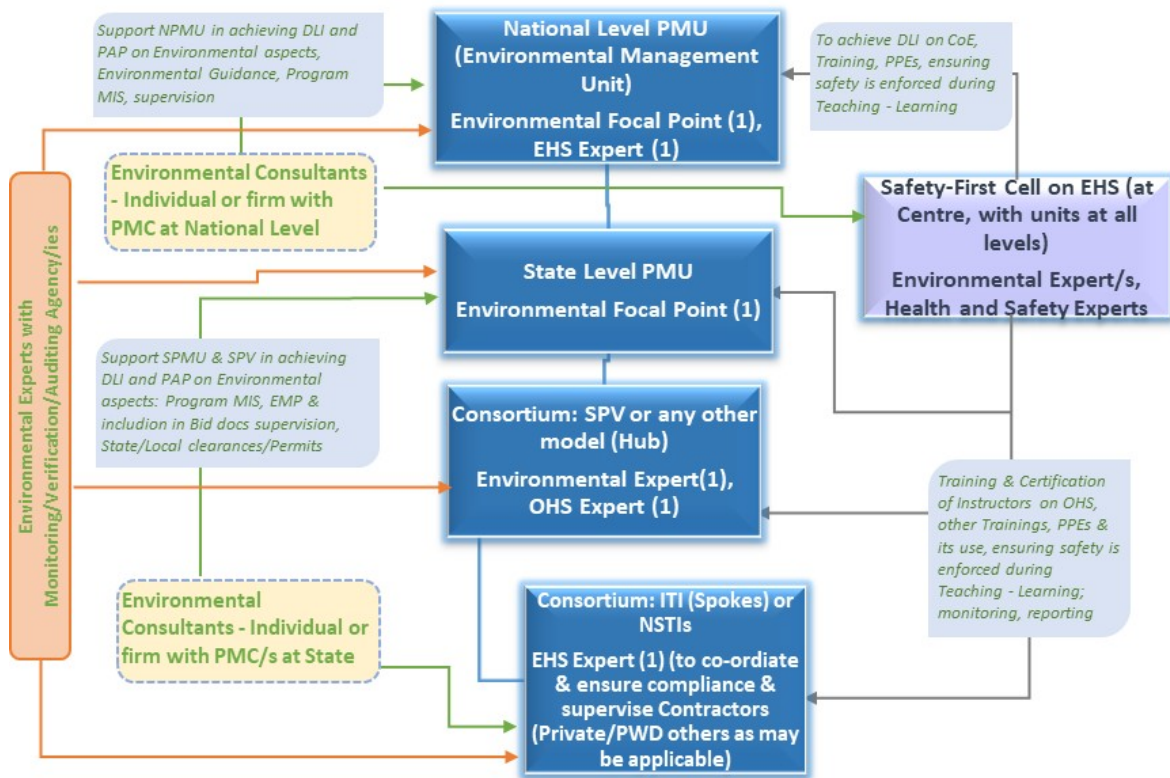 Support NPMU in achieving DLI and
PAP on Environmental aspects,
Environmental Guidance, Program
MIS, supervision
National Level PMU
(Environmental Management
Unit)
Environmental Focal Point (1),
EHS Expert (1)
To achieve DLI on CoE,
Training, PPEs, ensuring
safety is enforced during
Teaching - Learning
Environmental Consultants
- Individual or firm with
PMC at National Level
Safety-First Cell on EHS (at
Centre, with units at all
levels)
Environmental Expert/s,
Health and Safety Experts
Environmental Experts with
Monitoring/Verification/Auditing Agency/ies
State Level PMU
Environmental Focal Point (1)
Support SPMU & SPV in achieving
DLI and PAP on Environmental
aspects: Program MIS, EMP &
includion in Bid docs supervision,
State/Local clearances/Permits
Consortium: SPV or any other
model (Hub)
Environmental Expert(1),
OHS Expert (1)
Training & Certification
of Instructors on OHS,
other Trainings, PPEs &
its use, ensuring safety is
enforced during
Teaching - Learning;
monitoring, reporting
Environmental
Consultants - Individual or
firm with PMC/s at State
Consortium: ITI (Spokes) or
NSTIs
EHS Expert (1) (to co-ordiate
& ensure compliance &
supervise Contractors
(Private/PWD others as may
be applicable)